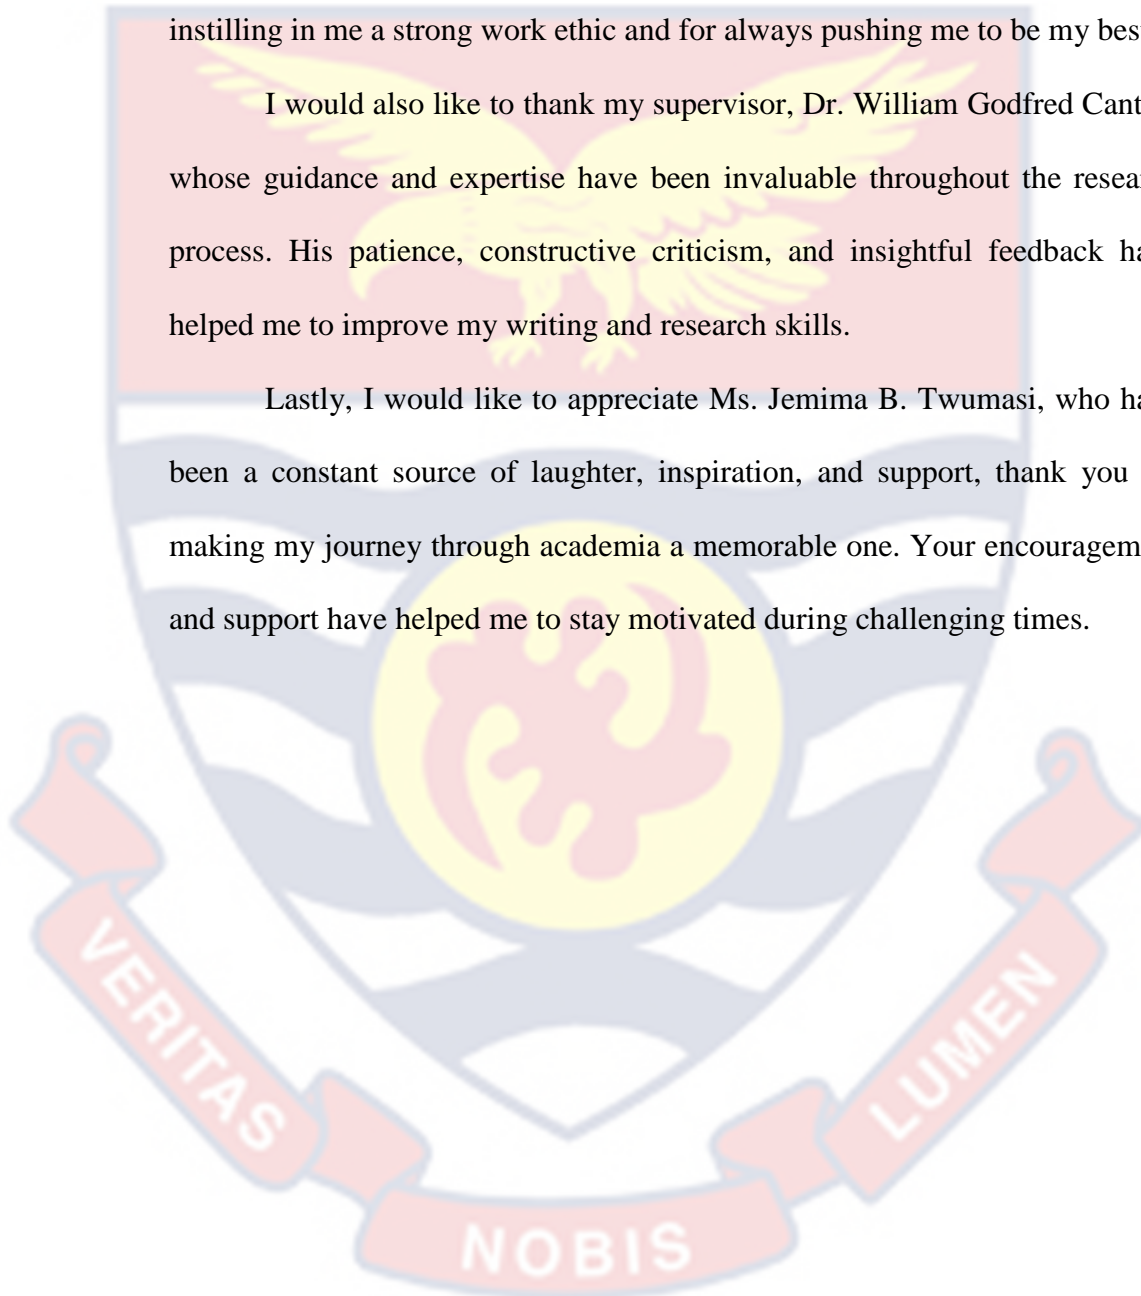 instilling in me a strong work ethic and for always pushing me to be my best
I would also like to thank my supervisor, Dr. William Godfred Cant
whose guidance and expertise have been invaluable throughout the resear
process. His patience, constructive criticism, and insightful feedback ha
helped me to improve my writing and research skills.
Lastly, I would like to appreciate Ms. Jemima B. Twumasi, who ha
been a constant source of laughter, inspiration, and support, thank you
making my journey through academia a memorable one. Your encouragem
and support have helped me to stay motivated during challenging times.
VERITAS
NOBIS
LUMEN